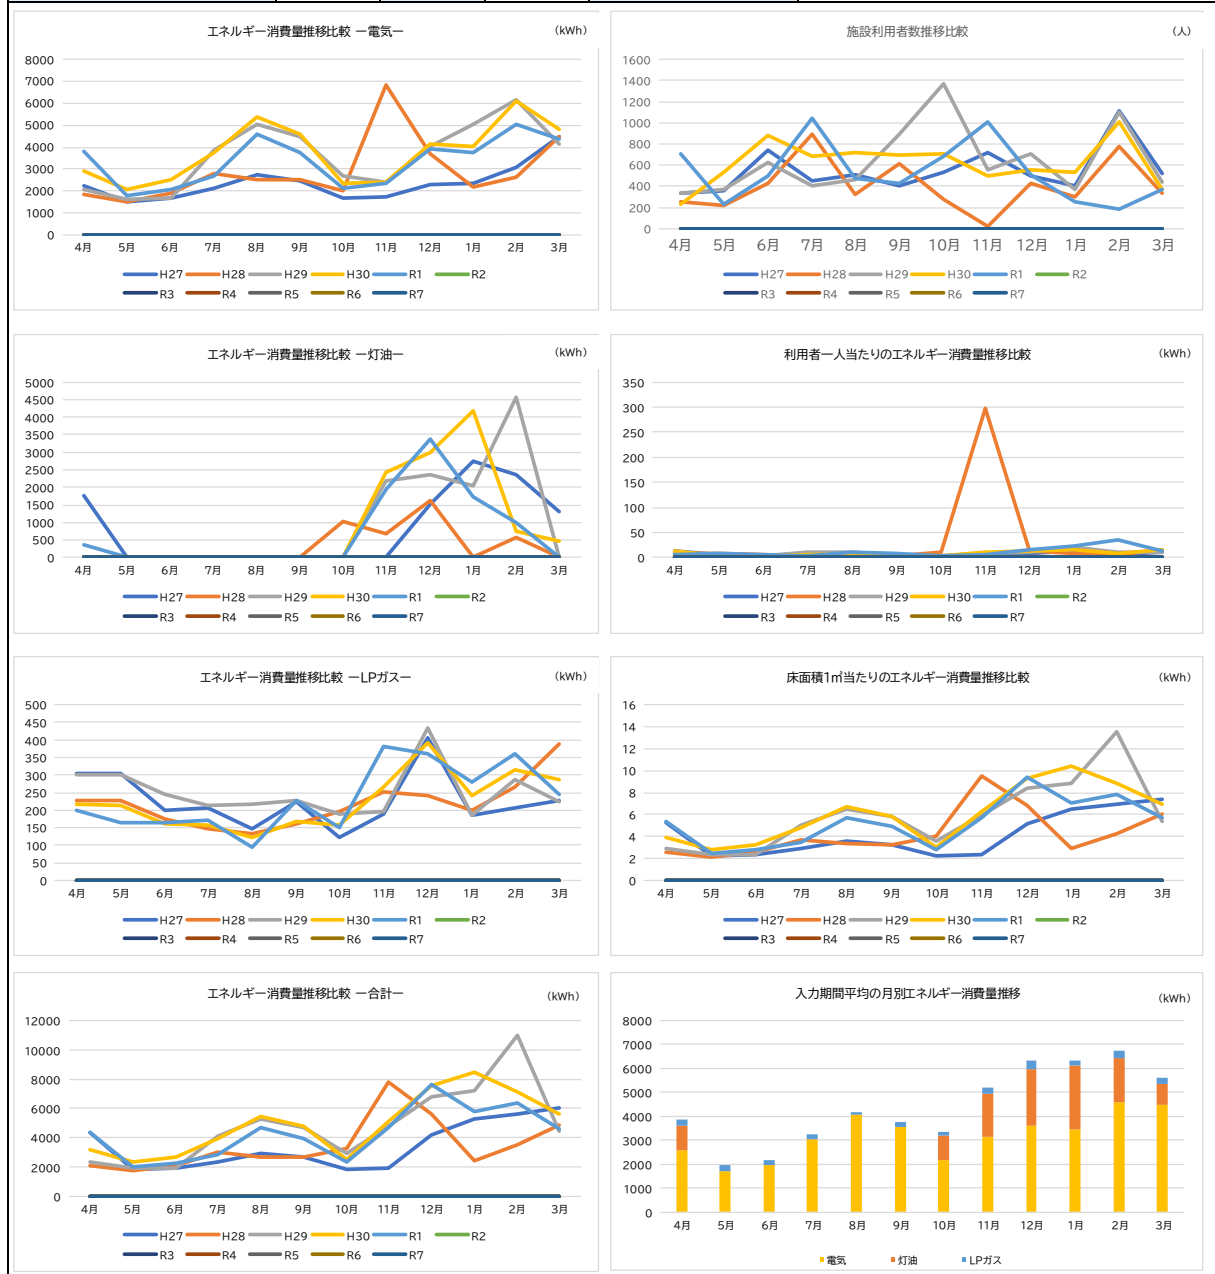 エネルギー消費量推移比較 ー電気ー (kWh)
8000
7000
6000
5000
4000
3000
2000
1000
0
4月 5月 6月 7月 8月 9月 10月 11月 12月 1月 2月 3月
H27 H28 H29 H30 R1 R2
R3 R4 R5 R6 R7
施設利用者数推移比較 (人)
1600
1400
1200
1000
800
600
400
200
0
4月 5月 6月 7月 8月 9月 10月 11月 12月 1月 2月 3月
H27 H28 H29 H30 R1 R2
R3 R4 R5 R6 R7
エネルギー消費量推移比較 ー灯油ー (kWh)
5000
4500
4000
3500
3000
2500
2000
1500
1000
500
0
4月 5月 6月 7月 8月 9月 10月 11月 12月 1月 2月 3月
H27 H28 H29 H30 R1 R2
R3 R4 R5 R6 R7
利用者一人当たりのエネルギー消費量推移比較 (kWh)
350
300
250
200
150
100
50
0
4月 5月 6月 7月 8月 9月 10月 11月 12月 1月 2月 3月
H27 H28 H29 H30 R1 R2
R3 R4 R5 R6 R7
エネルギー消費量推移比較 ーLPガスー (kWh)
500
450
400
350
300
250
200
150
100
50
0
4月 5月 6月 7月 8月 9月 10月 11月 12月 1月 2月 3月
H27 H28 H29 H30 R1 R2
R3 R4 R5 R6 R7
床面積1㎡当たりのエネルギー消費量推移比較 (kWh)
16
14
12
10
8
6
4
2
0
4月 5月 6月 7月 8月 9月 10月 11月 12月 1月 2月 3月
H27 H28 H29 H30 R1 R2
R3 R4 R5 R6 R7
エネルギー消費量推移比較 ー合計ー (kWh)
12000
10000
8000
6000
4000
2000
0
4月 5月 6月 7月 8月 9月 10月 11月 12月 1月 2月 3月
H27 H28 H29 H30 R1 R2
R3 R4 R5 R6 R7
入力期間平均の月別エネルギー消費量推移 (kWh)
8000
7000
6000
5000
4000
3000
2000
1000
0
4月 5月 6月 7月 8月 9月 10月 11月 12月 1月 2月 3月
電気 灯油 LPガス